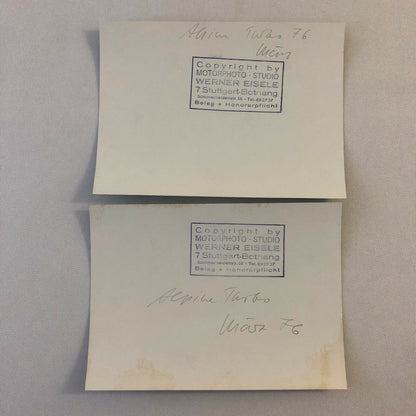 Alpine Turbo 76
März
Copyright by
MOTORPHOTO - STUDIO
WERNER EISELE
7 Stuttgart-Botnang
Beleg + Honorarpflicht
Copyright by
MOTORPHOTO - STUDIO
WERNER EISELE
7 Stuttgart-Botnang
Beleg + Honorarpflicht
Alpine Turbo
März 76